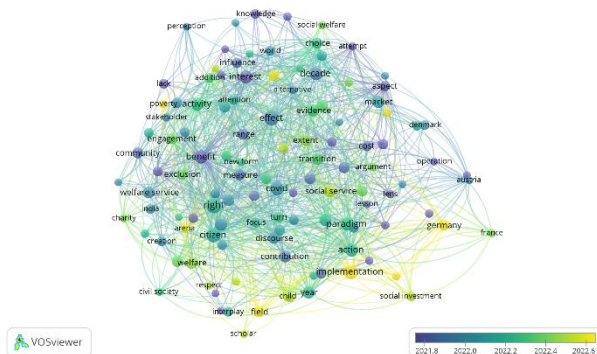 knowledge
perception
social welfare
world
choice
attempt
influence
lack
addition
interest
decade
aspect
alternative
poverty
activity
attention
market
stakeholder
effect
evidence
denmark
engagement
range
extent
cost
community
benefit
new form
transition
argument
operation
exclusion
measure
austria
welfare service
covid
social service
lens
india
right
lesson
charity
arena
focus
turn
paradigm
germany
creation
citizen
discourse
france
action
contribution
welfare
implementation
civil society
respect
child
year
social investment
interplay
field
scholar
VOSviewer
2021.8 2022.0 2022.2 2022.4 2022.6